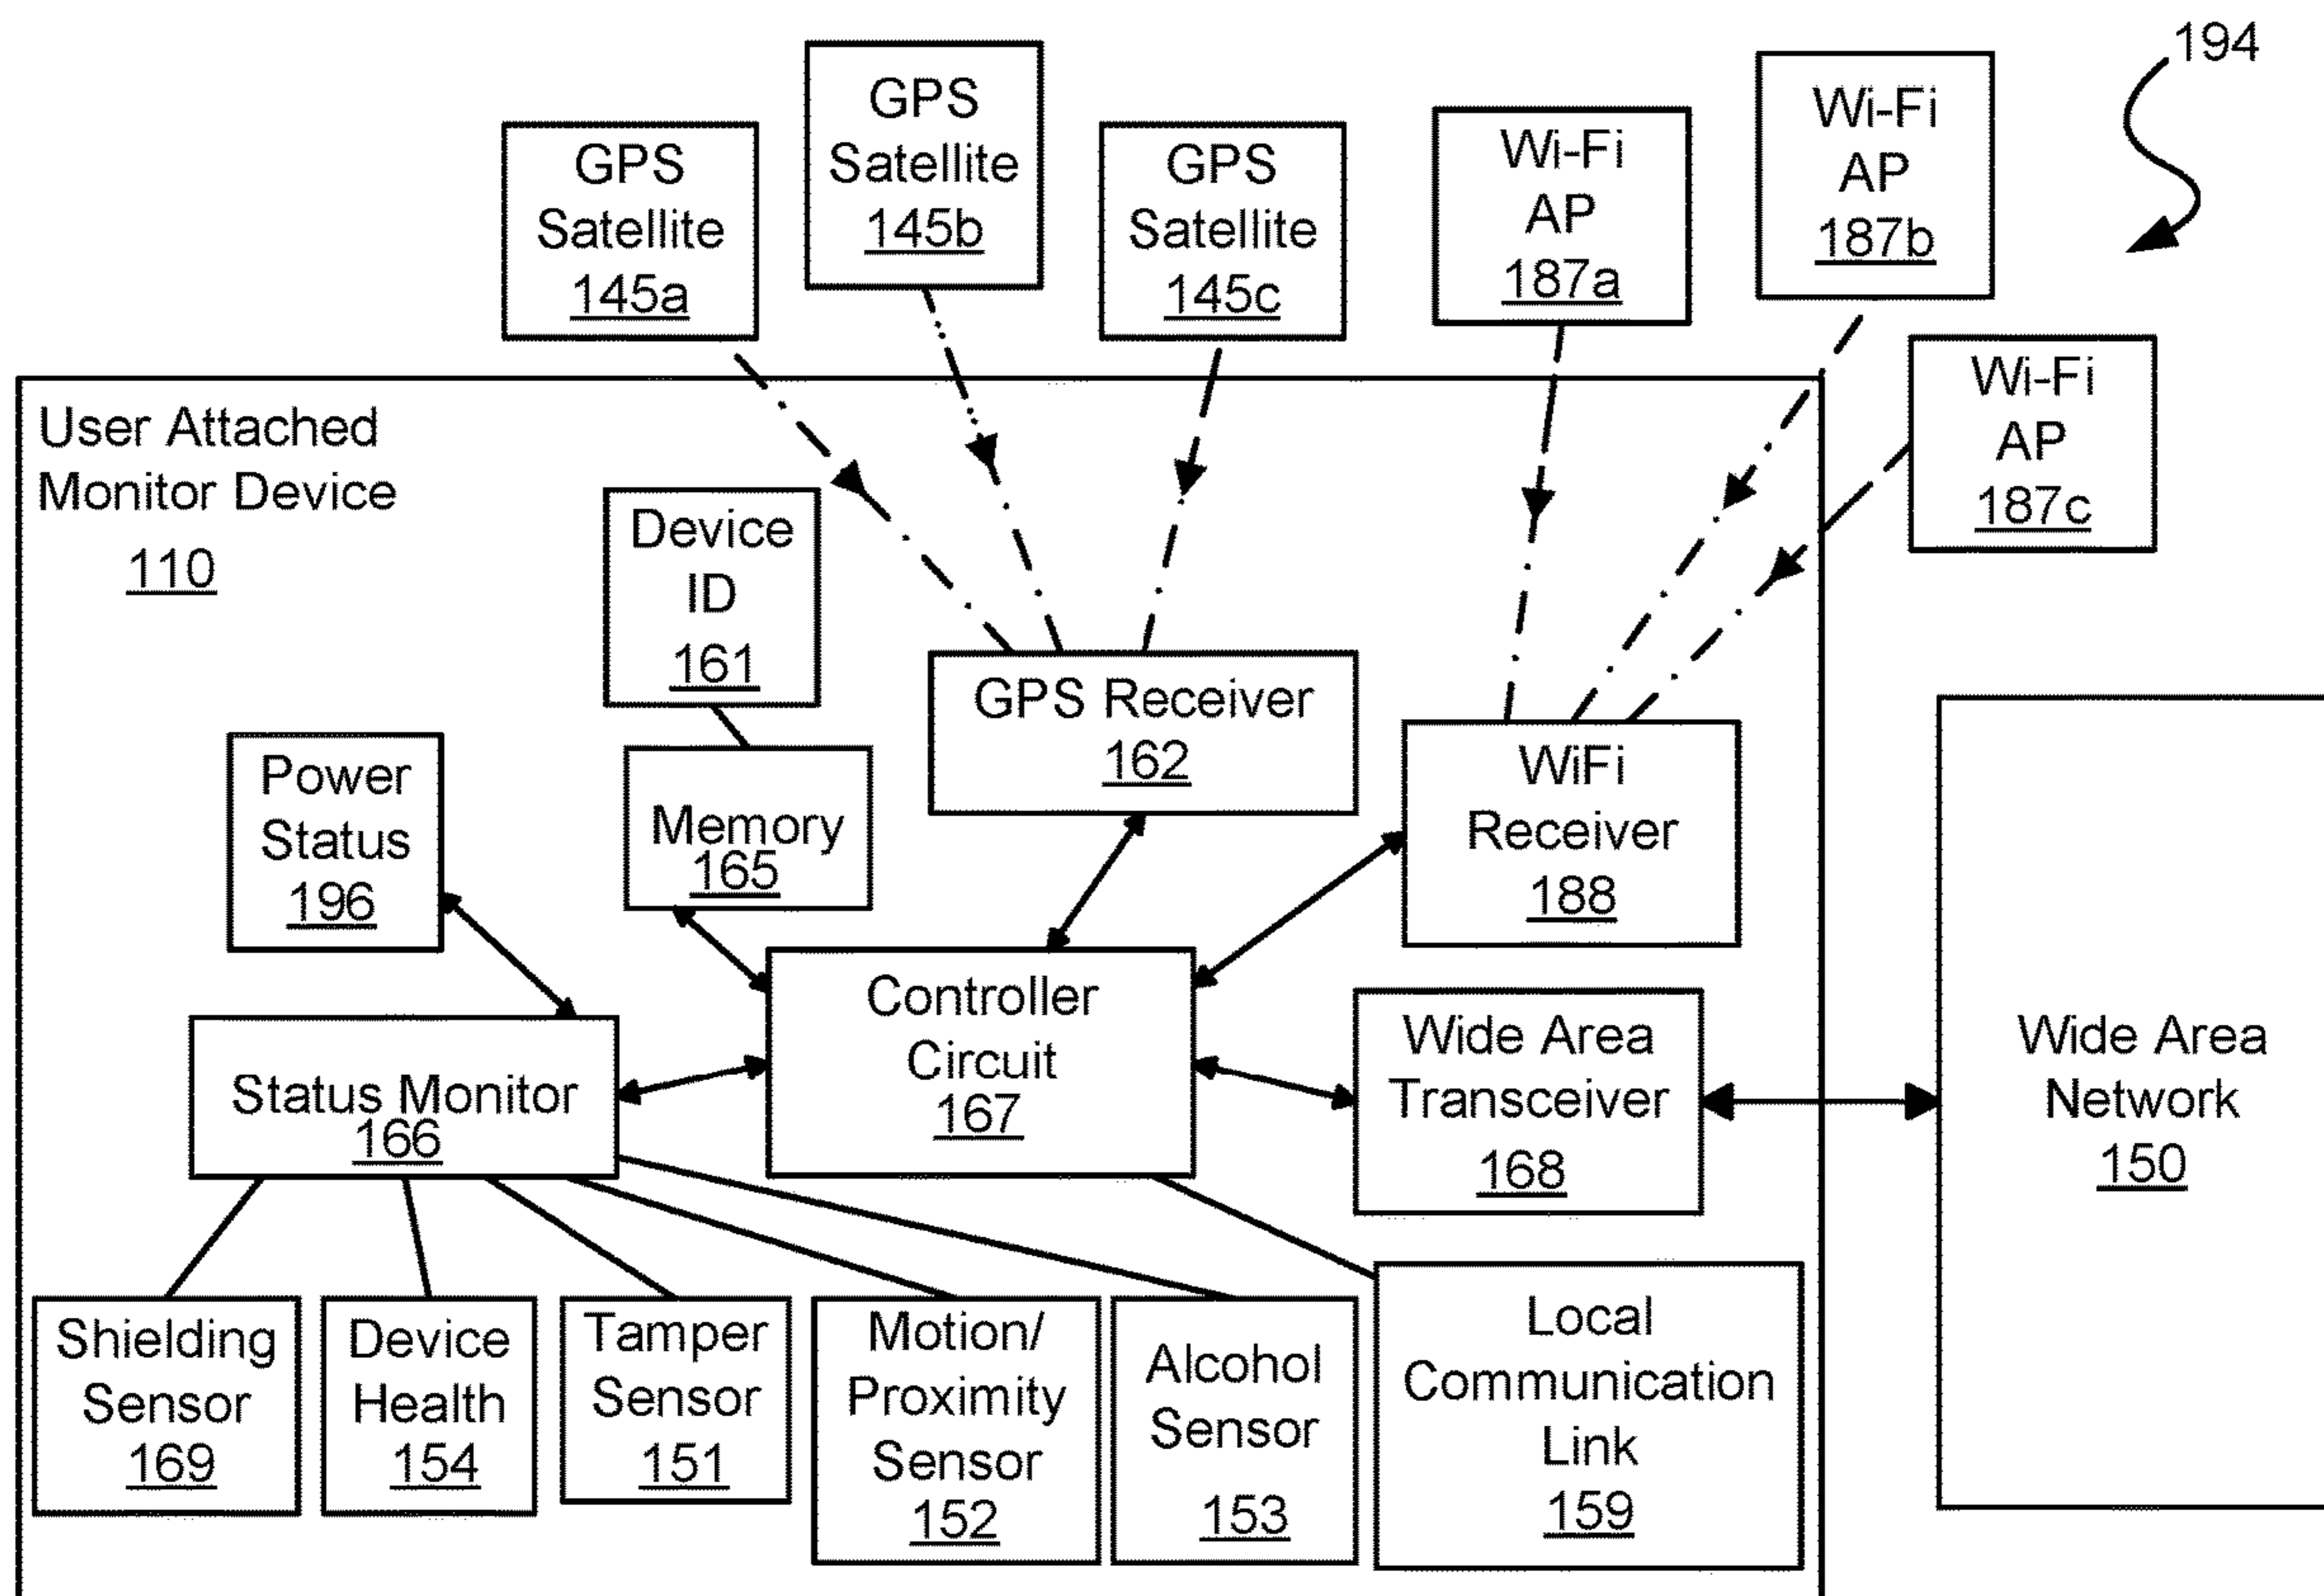 194
GPS
Satellite
145a
GPS
Satellite
145b
GPS
Satellite
145c
Wi-Fi
AP
187a
Wi-Fi
AP
187b
Wi-Fi
AP
187c
User Attached
Monitor Device
110
Device
ID
161
GPS Receiver
162
Power
Status
196
Memory
165
WiFi
Receiver
188
Controller
Circuit
167
Status Monitor
166
Wide Area
Transceiver
168
Wide Area
Network
150
Shielding
Sensor
169
Device
Health
154
Tamper
Sensor
151
Motion/
Proximity
Sensor
152
Alcohol
Sensor
153
Local
Communication
Link
159